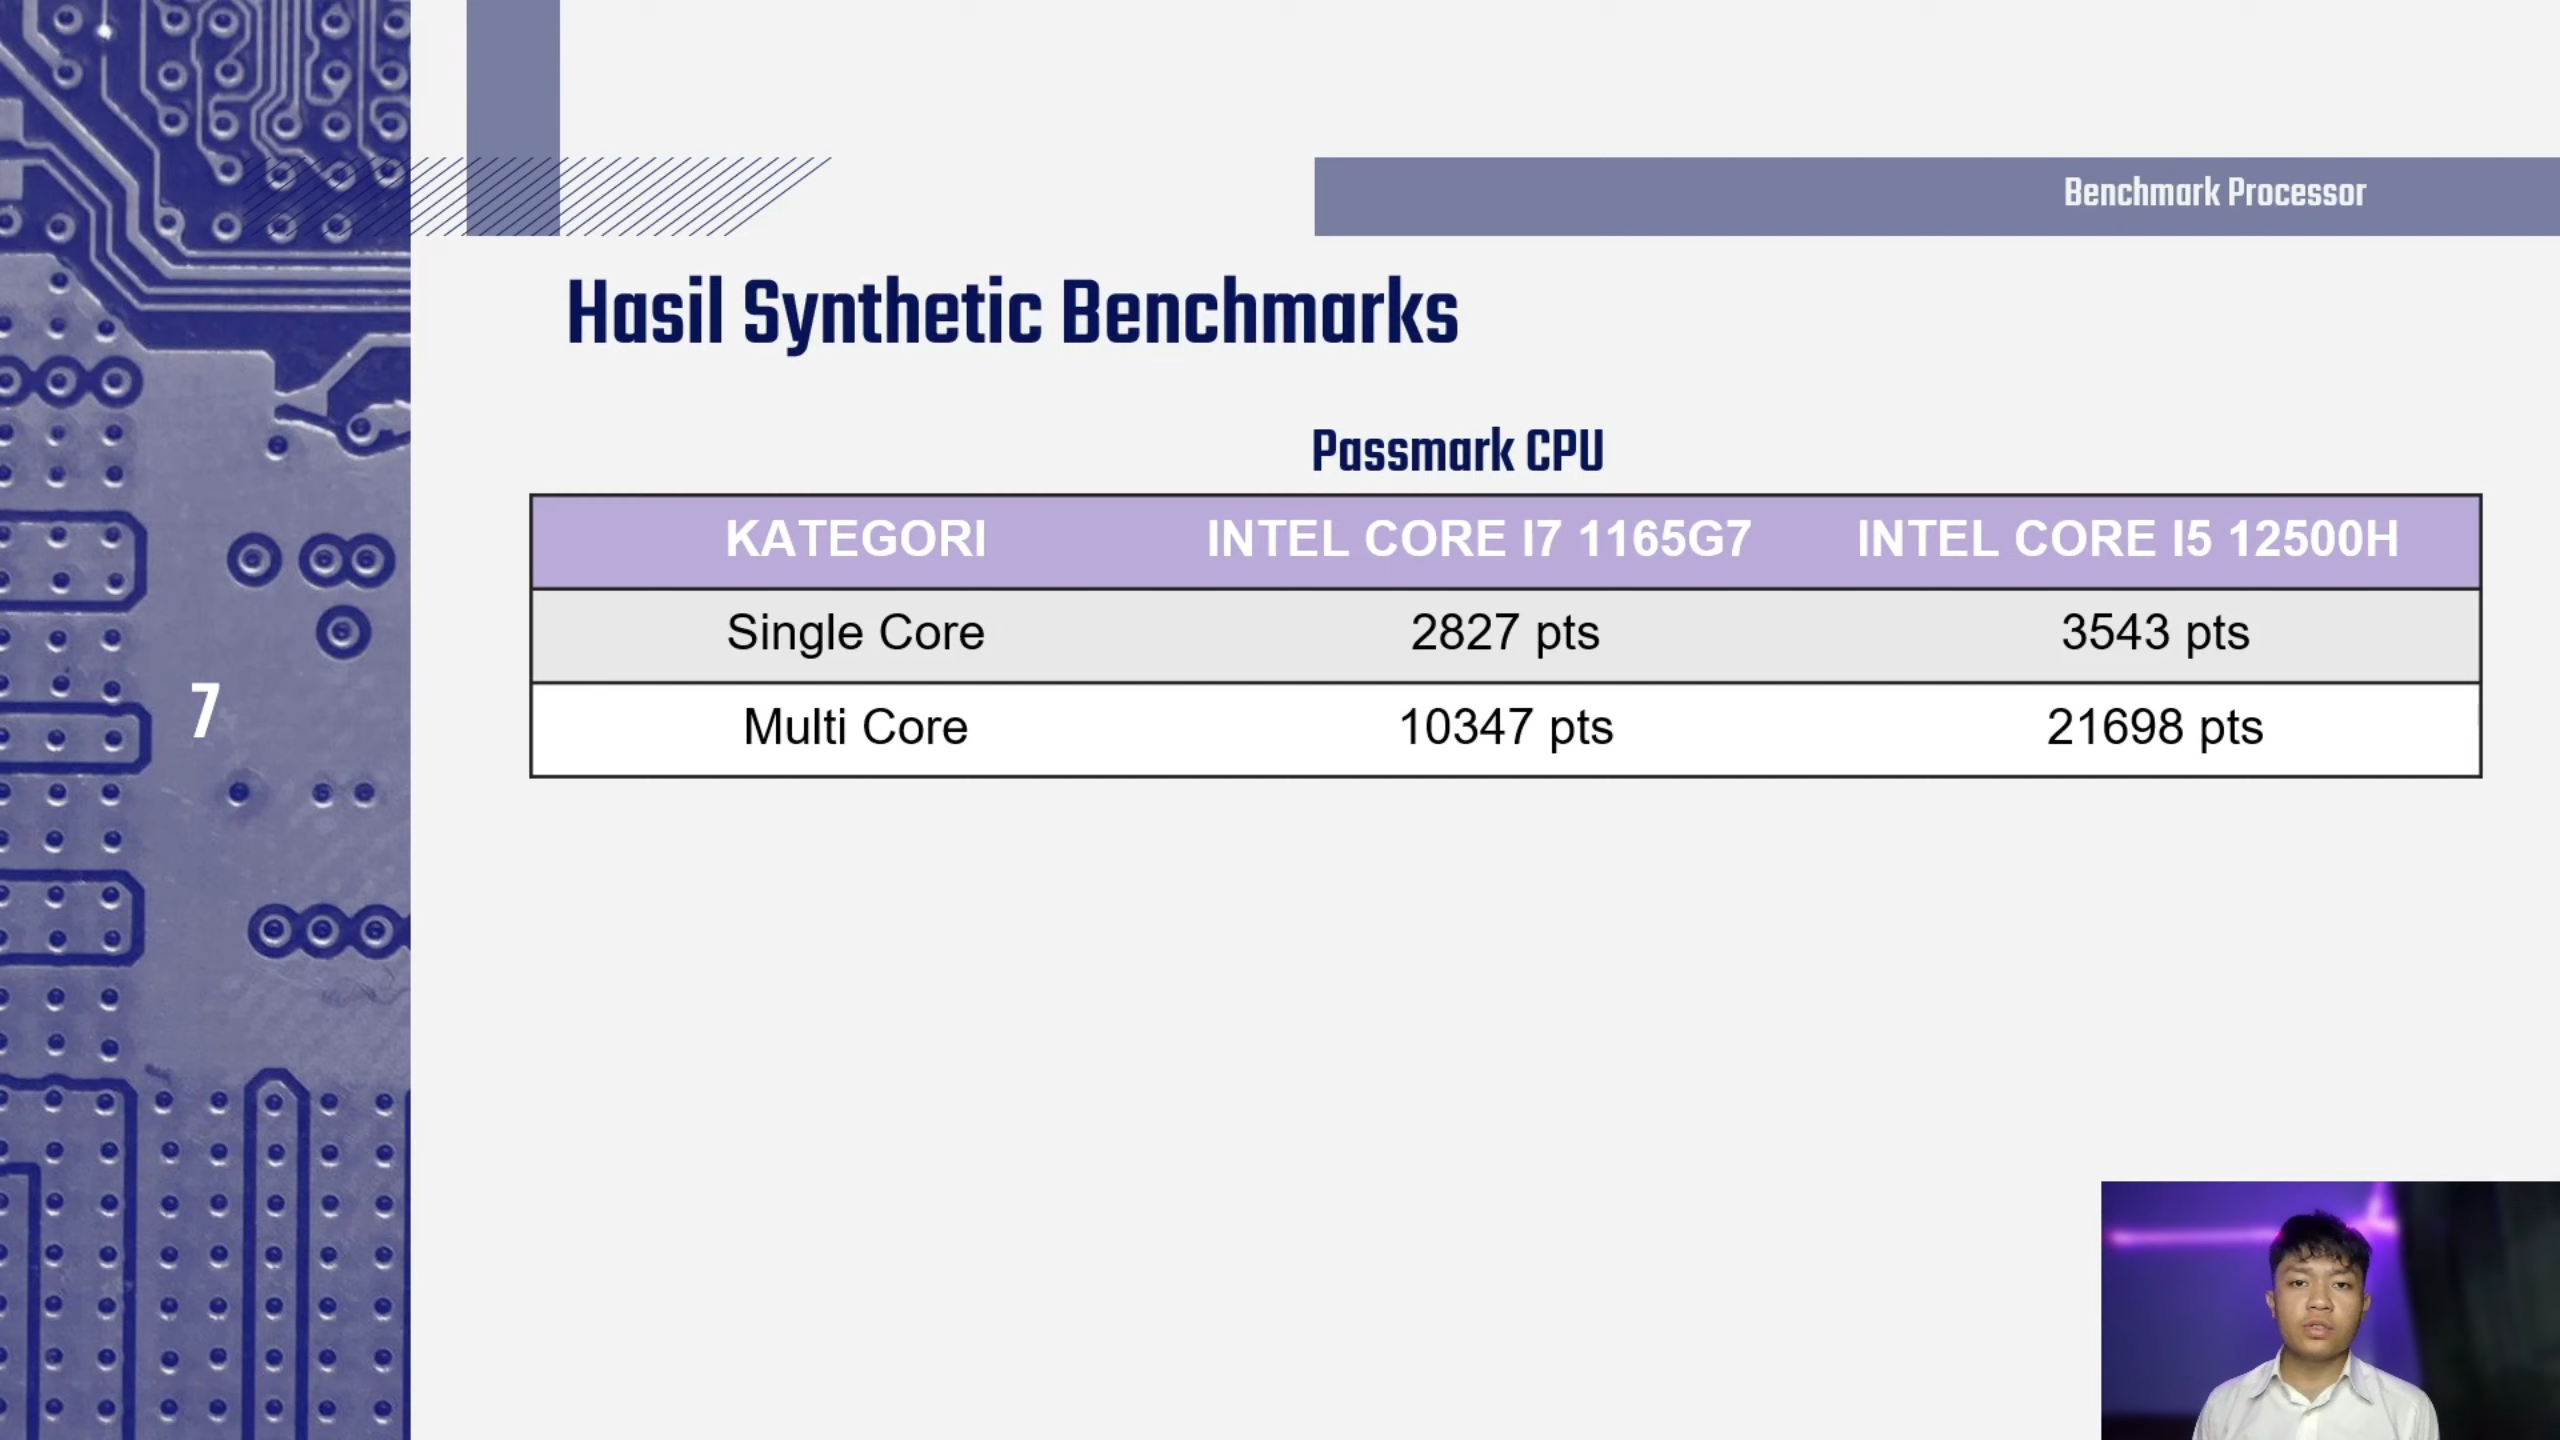 Benchmark Processor
Hasil Synthetic Benchmarks
Passmark CPU
KATEGORI INTEL CORE I7 1165G7 INTEL CORE I5 12500H
Single Core 2827 pts 3543 pts
Multi Core 10347 pts 21698 pts
7